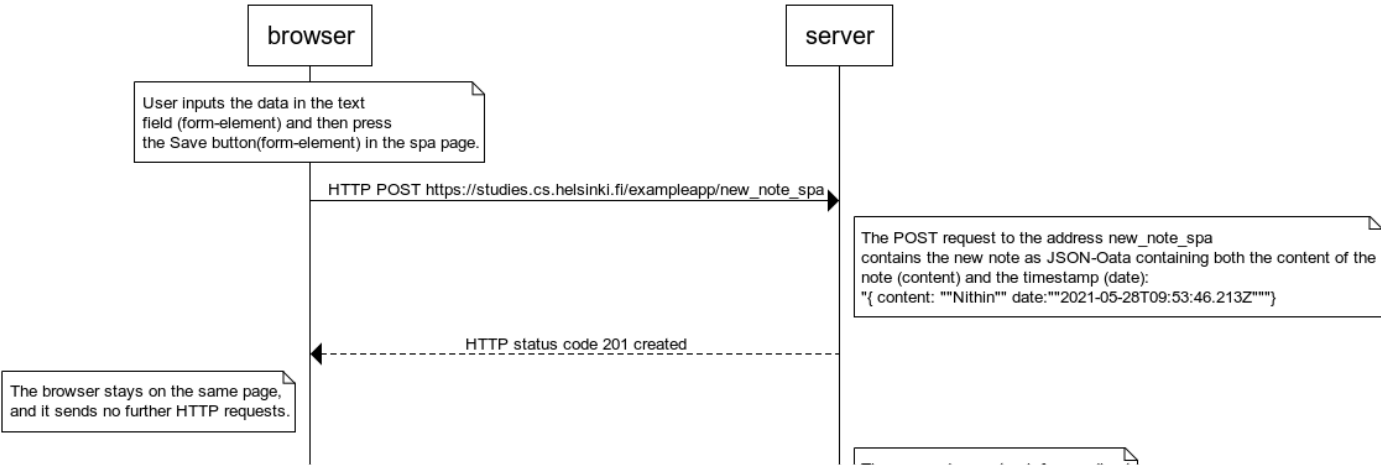 browser
server
User inputs the data in the text
field (form-element) and then press
the Save button(form-element) in the spa page.
HTTP POST https://studies.cs.helsinki.fi/exampleapp/new_note_spa
The POST request to the address new_note_spa
contains the new note as JSON-Oata containing both the content of the
note (content) and the timestamp (date):
"{ content: ""Nithin"" date:""2021-05-28T09:53:46.213Z"""}
HTTP status code 201 created
The browser stays on the same page,
and it sends no further HTTP requests.